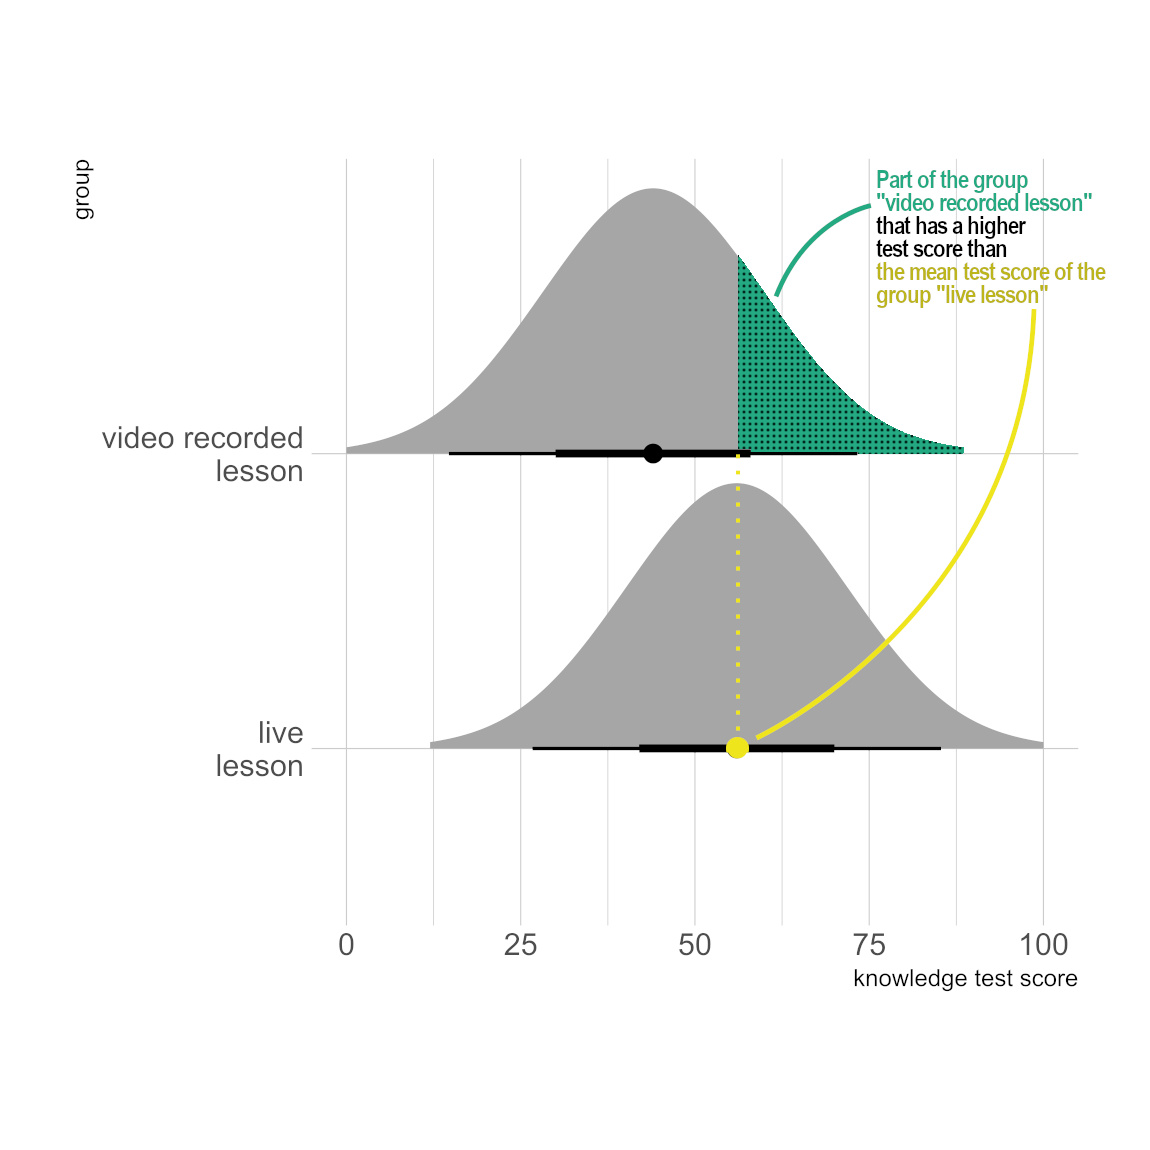 group
Part of the group
"video recorded lesson"
that has a higher
test score than
the mean test score of the
group "live lesson"
video recorded
lesson
live
lesson
0 25 50 75 100
knowledge test score